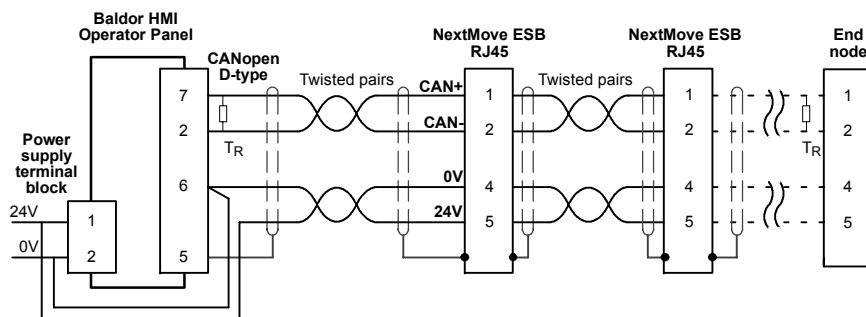 Baldor HMI
Operator Panel
CANopen
D-type
Twisted pairs
NextMove ESB
RJ45
Twisted pairs
NextMove ESB
RJ45
End
node
7
2
6
5
TR
CAN+
CAN-
0V
24V
1
2
4
5
1
2
4
5
TR
1
2
4
5
Power
supply
terminal
block
24V
0V
1
2